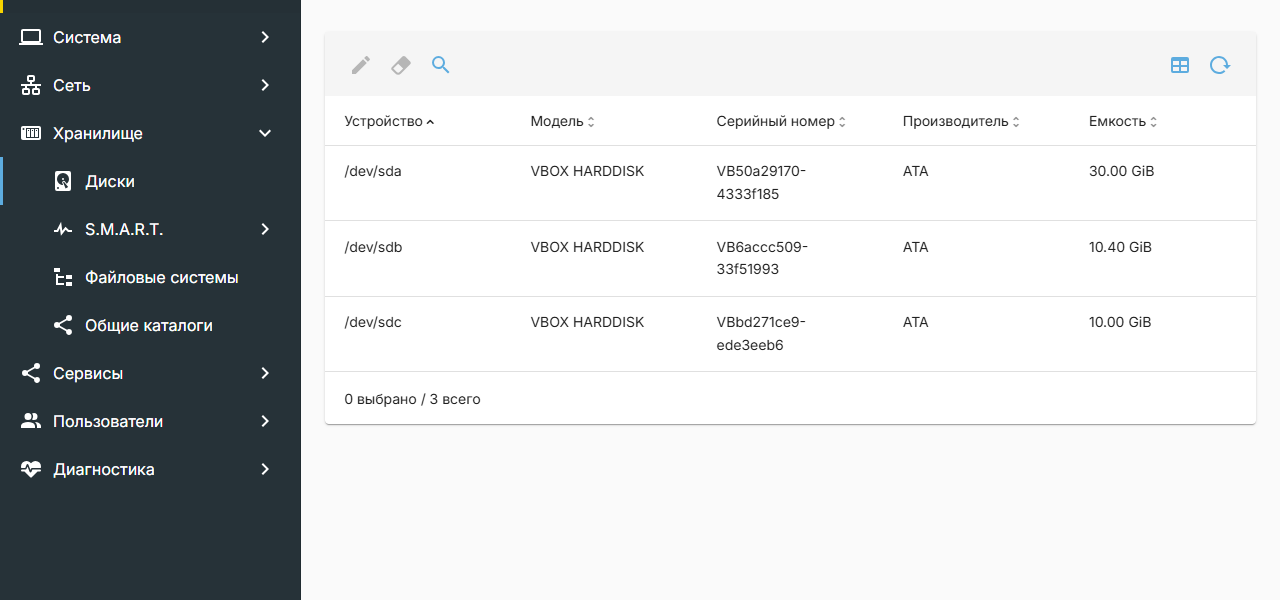 Система
Сеть
Хранилище
Диски
S.M.A.R.T.
Файловые системы
Общие каталоги
Сервисы
Пользователи
Диагностика
Устройство Модель Серийный номер Производитель Емкость
/dev/sda VBOX HARDDISK VB50a29170- ATA 30.00 GiB
4333f185
/dev/sdb VBOX HARDDISK VB6accc509- ATA 10.40 GiB
33f51993
/dev/sdc VBOX HARDDISK VBbd271ce9- ATA 10.00 GiB
ede3eeb6
0 выбрано / 3 всего